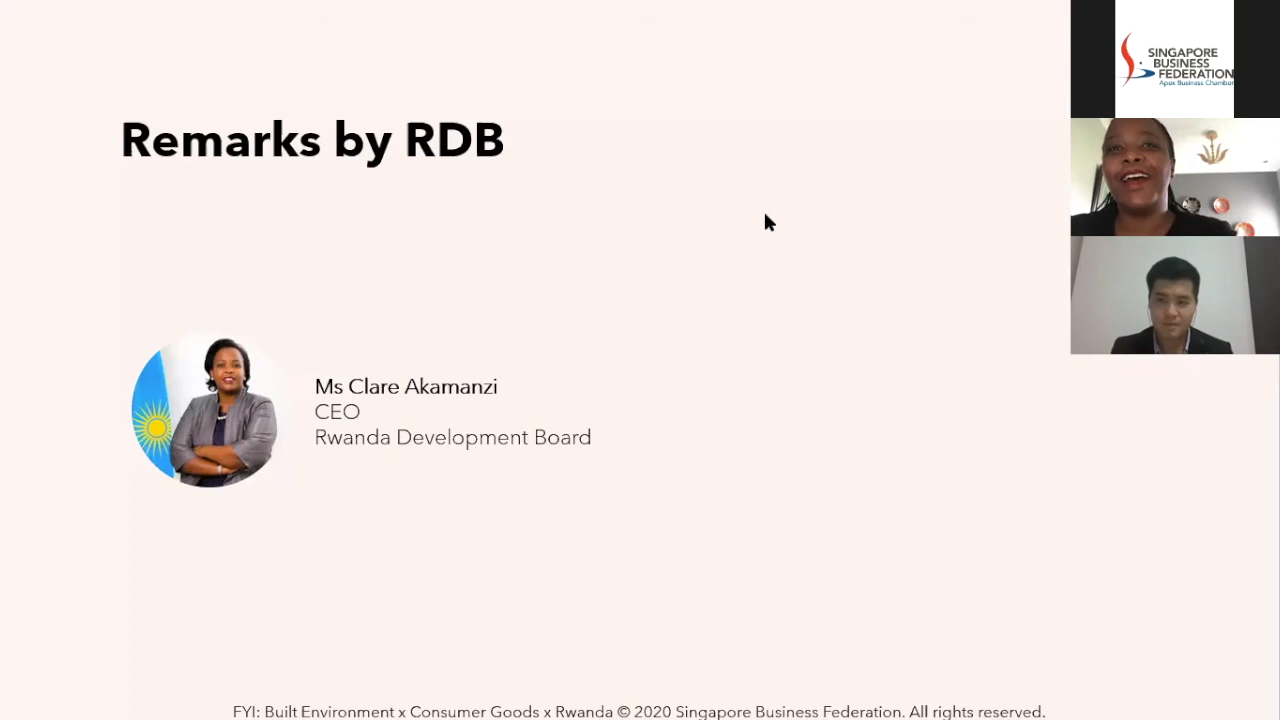 Remarks by RDB
Ms Clare Akamanzi
CEO
Rwanda Development Board
SINGAPORE
BUSINESS
FEDERATION
Apex Business Chamber
FYI: Built Environment x Consumer Goods x Rwanda © 2020 Singapore Business Federation. All rights reserved.